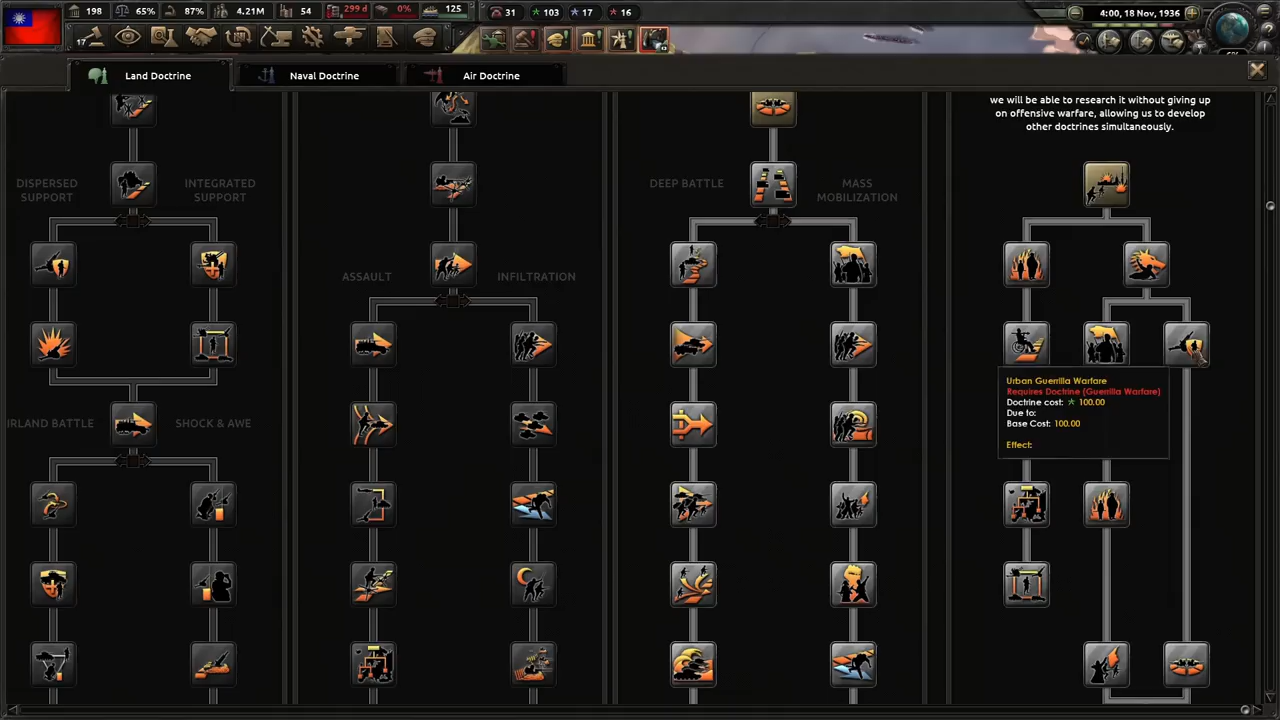 198 65% 87% 4.21M 54 299 d 0% 125 31 103 17 16 4:00, 18 Nov, 1936
17
Land Doctrine Naval Doctrine Air Doctrine
we will be able to research it without giving up
on offensive warfare, allowing us to develop
other doctrines simultaneously.
DISPERSED
SUPPORT
INTEGRATED
SUPPORT
DEEP BATTLE
MASS
MOBILIZATION
ASSAULT INFILTRATION
Urban Guerrilla Warfare
Requires Doctrine (Guerrilla Warfare)
Doctrine cost: 100.00
Due to:
Base Cost: 100.00
Effect:
IRLAND BATTLE SHOCK & AWE